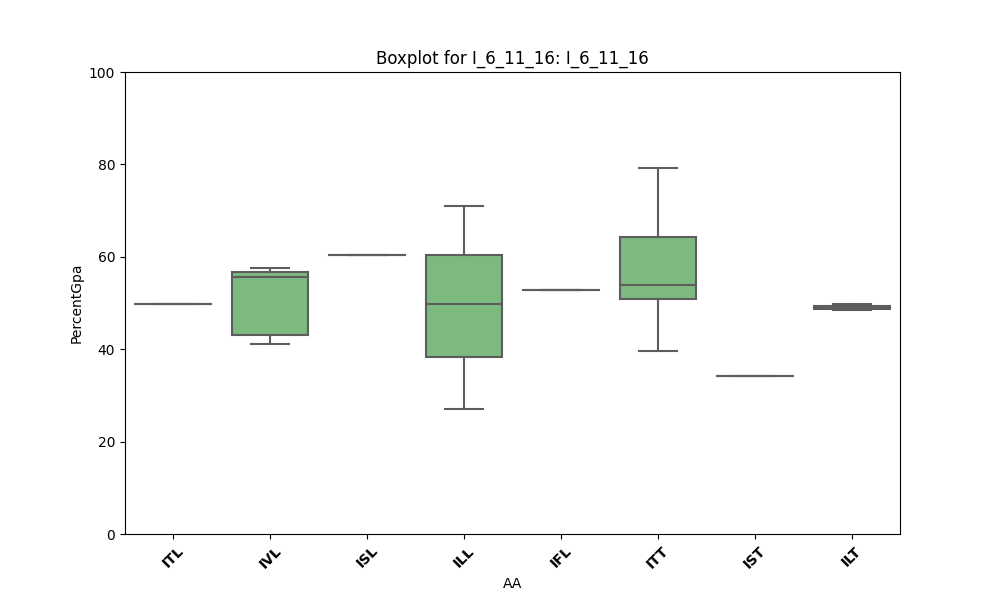 Boxplot for I_6_11_16: I_6_11_16
100
80
60
40
20
0
PercentGpa
ITL
IVL
ISL
ILL
IFL
ITT
IST
ILT
AA